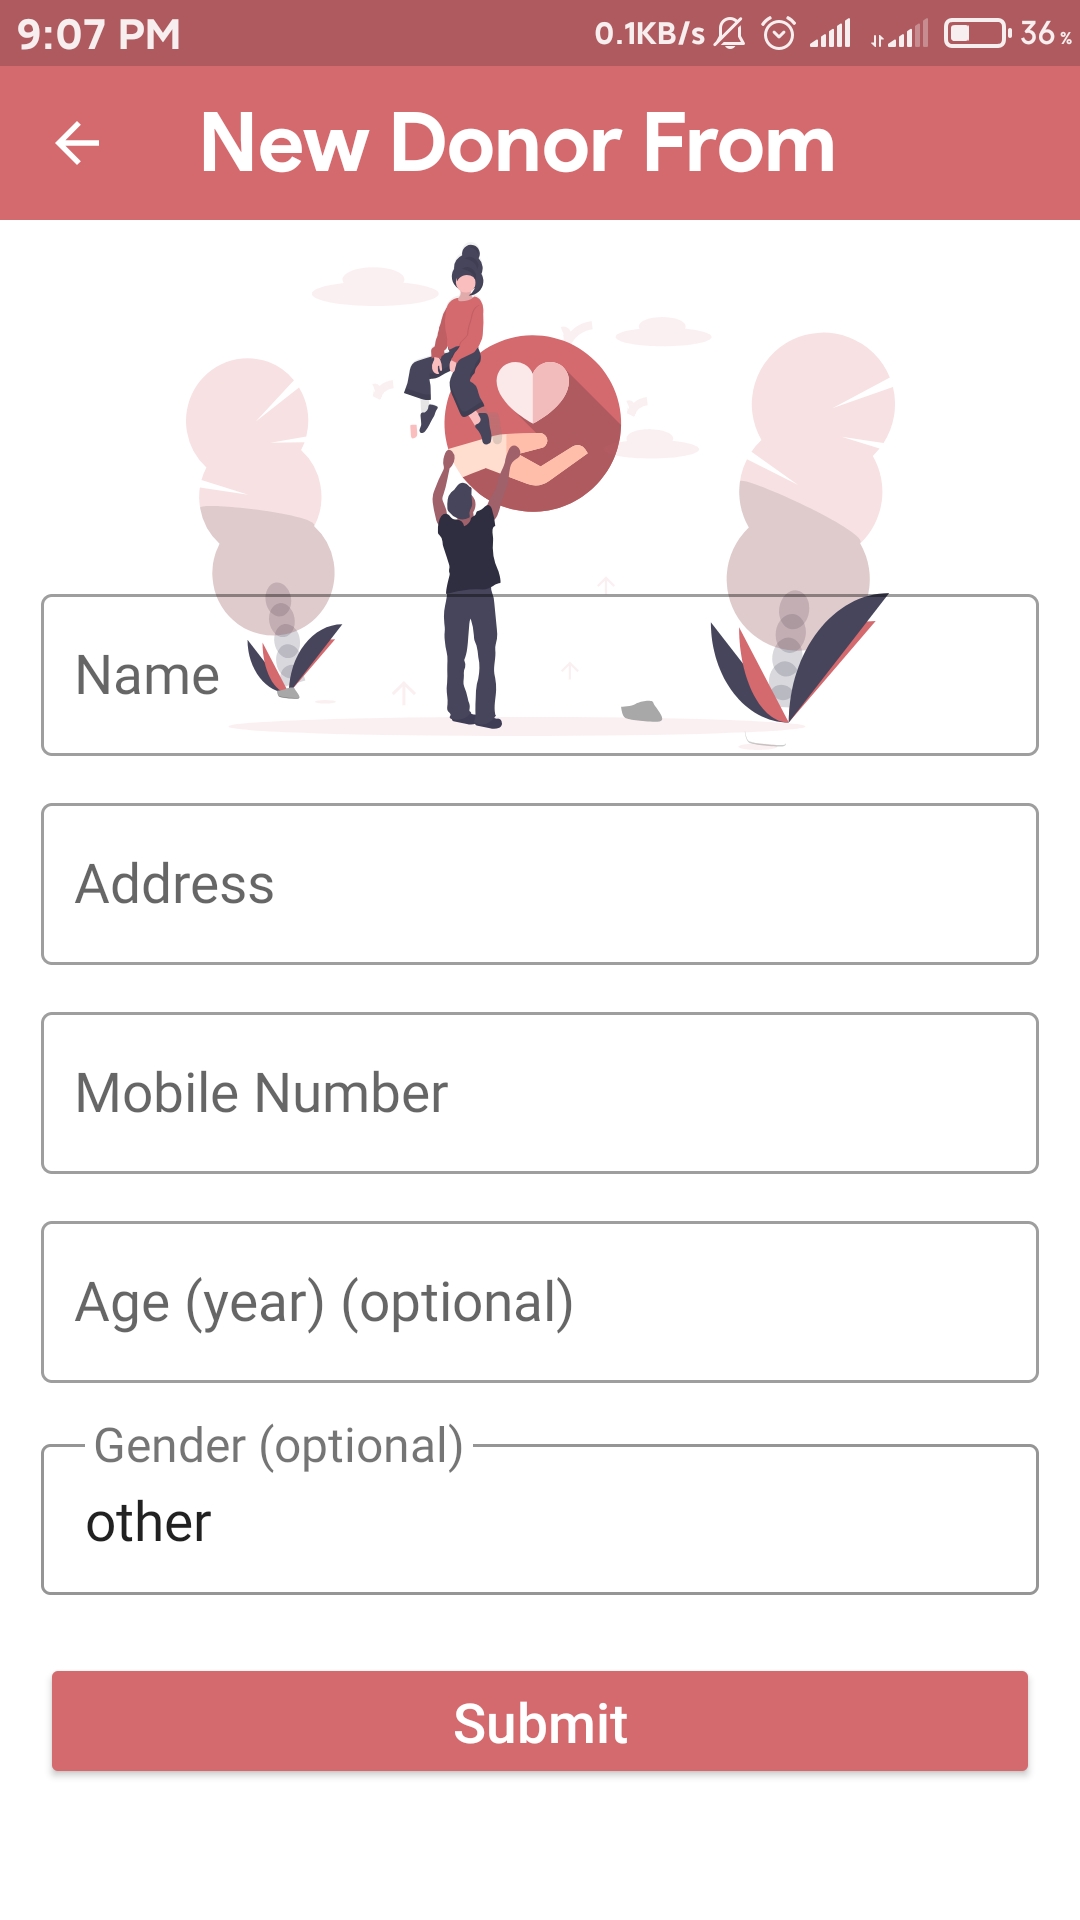 9:07 PM 0.1KB/s 36%
New Donor From
Name
Address
Mobile Number
Age (year) (optional)
Gender (optional)
other
Submit